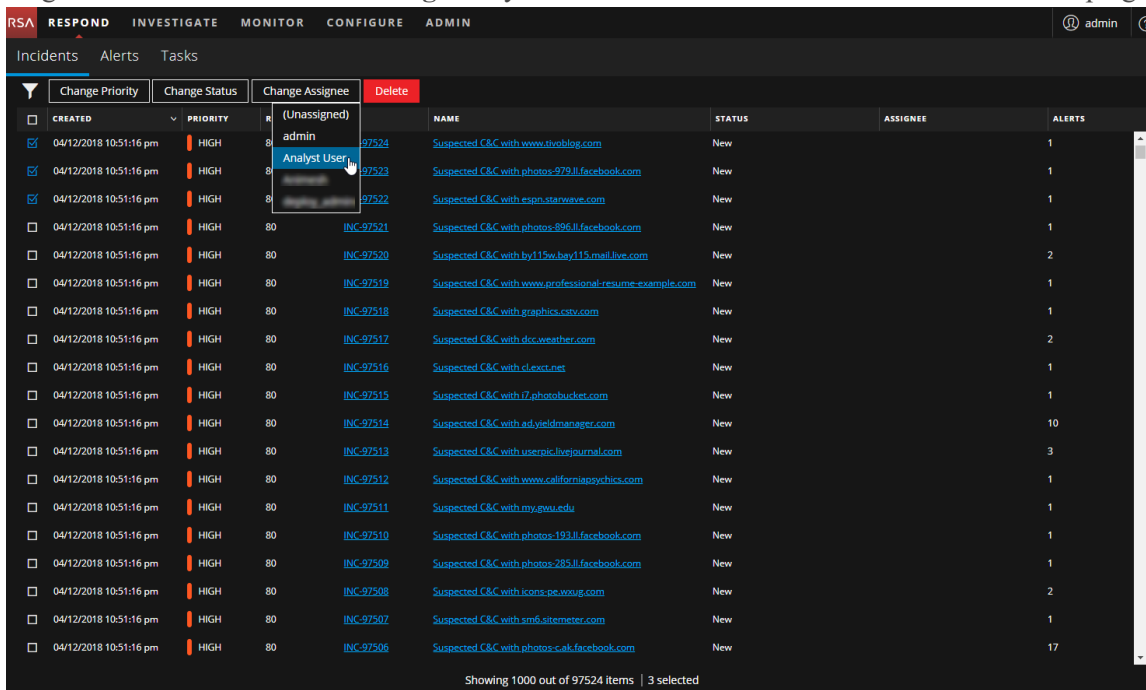 RSA RESPOND INVESTIGATE MONITOR CONFIGURE ADMIN admin
Incidents Alerts Tasks
Change Priority Change Status Change Assignee Delete
(Unassigned)
admin
Analyst User
CREATED PRIORITY NAME STATUS ASSIGNEE ALERTS
04/12/2018 10:51:16 pm HIGH 97524 Suspected C&C with www.tivoblog.com New 1
04/12/2018 10:51:16 pm HIGH 97523 Suspected C&C with photos-979.ll.facebook.com New 1
04/12/2018 10:51:16 pm HIGH 97522 Suspected C&C with espn.starwave.com New 1
04/12/2018 10:51:16 pm HIGH 80 INC-97521 Suspected C&C with photos-896.ll.facebook.com New 1
04/12/2018 10:51:16 pm HIGH 80 INC-97520 Suspected C&C with by115w.bay115.mail.live.com New 2
04/12/2018 10:51:16 pm HIGH 80 INC-97519 Suspected C&C with www.professional-resume-example.com New 1
04/12/2018 10:51:16 pm HIGH 80 INC-97518 Suspected C&C with graphics.cstv.com New 1
04/12/2018 10:51:16 pm HIGH 80 INC-97517 Suspected C&C with dcc.weather.com New 2
04/12/2018 10:51:16 pm HIGH 80 INC-97516 Suspected C&C with cl.exct.net New 1
04/12/2018 10:51:16 pm HIGH 80 INC-97515 Suspected C&C with i7.photobucket.com New 1
04/12/2018 10:51:16 pm HIGH 80 INC-97514 Suspected C&C with ad.yieldmanager.com New 10
04/12/2018 10:51:16 pm HIGH 80 INC-97513 Suspected C&C with userpic.livejournal.com New 3
04/12/2018 10:51:16 pm HIGH 80 INC-97512 Suspected C&C with www.californiapsychics.com New 1
04/12/2018 10:51:16 pm HIGH 80 INC-97511 Suspected C&C with my.gwu.edu New 1
04/12/2018 10:51:16 pm HIGH 80 INC-97510 Suspected C&C with photos-193.ll.facebook.com New 1
04/12/2018 10:51:16 pm HIGH 80 INC-97509 Suspected C&C with photos-285.ll.facebook.com New 1
04/12/2018 10:51:16 pm HIGH 80 INC-97508 Suspected C&C with icons-pe.wxug.com New 2
04/12/2018 10:51:16 pm HIGH 80 INC-97507 Suspected C&C with sm6.sitemeter.com New 1
04/12/2018 10:51:16 pm HIGH 80 INC-97506 Suspected C&C with photos-c.ak.facebook.com New 17
Showing 1000 out of 97524 items | 3 selected